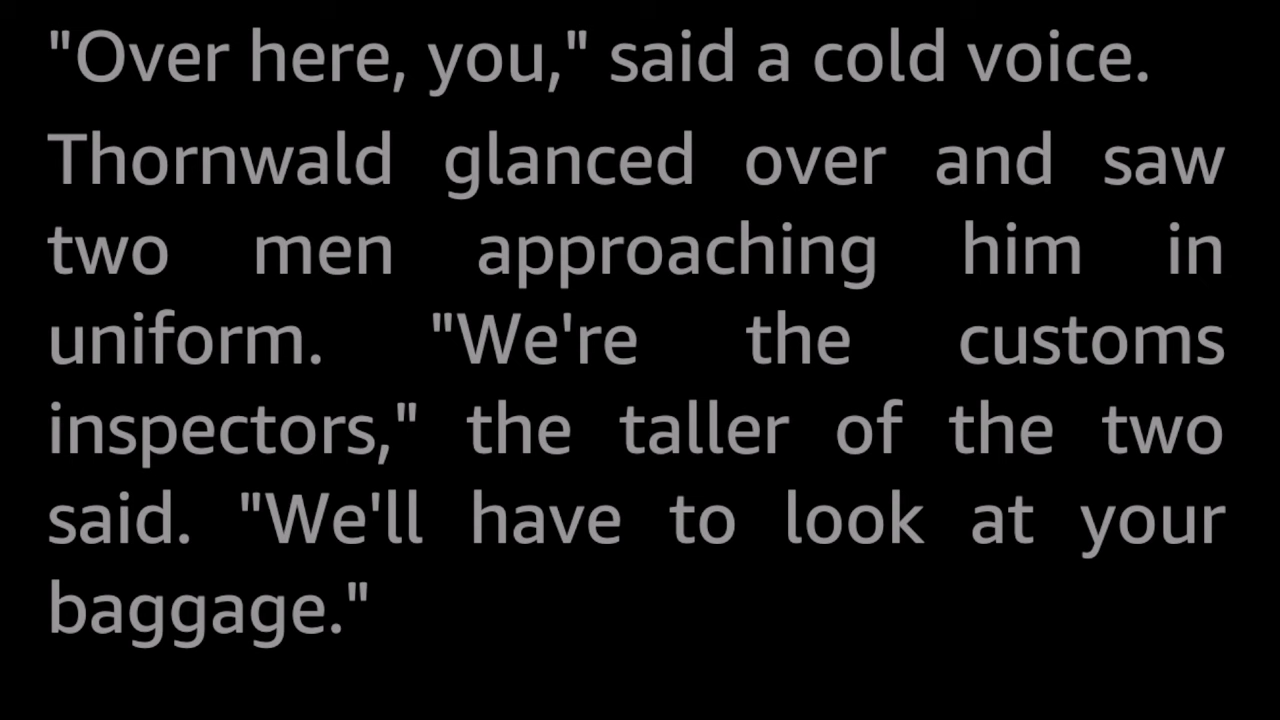 "Over here, you," said a cold voice.
Thornwald glanced over and saw
two men approaching him in
uniform. "We're the customs
inspectors," the taller of the two
said. "We'll have to look at your
baggage."